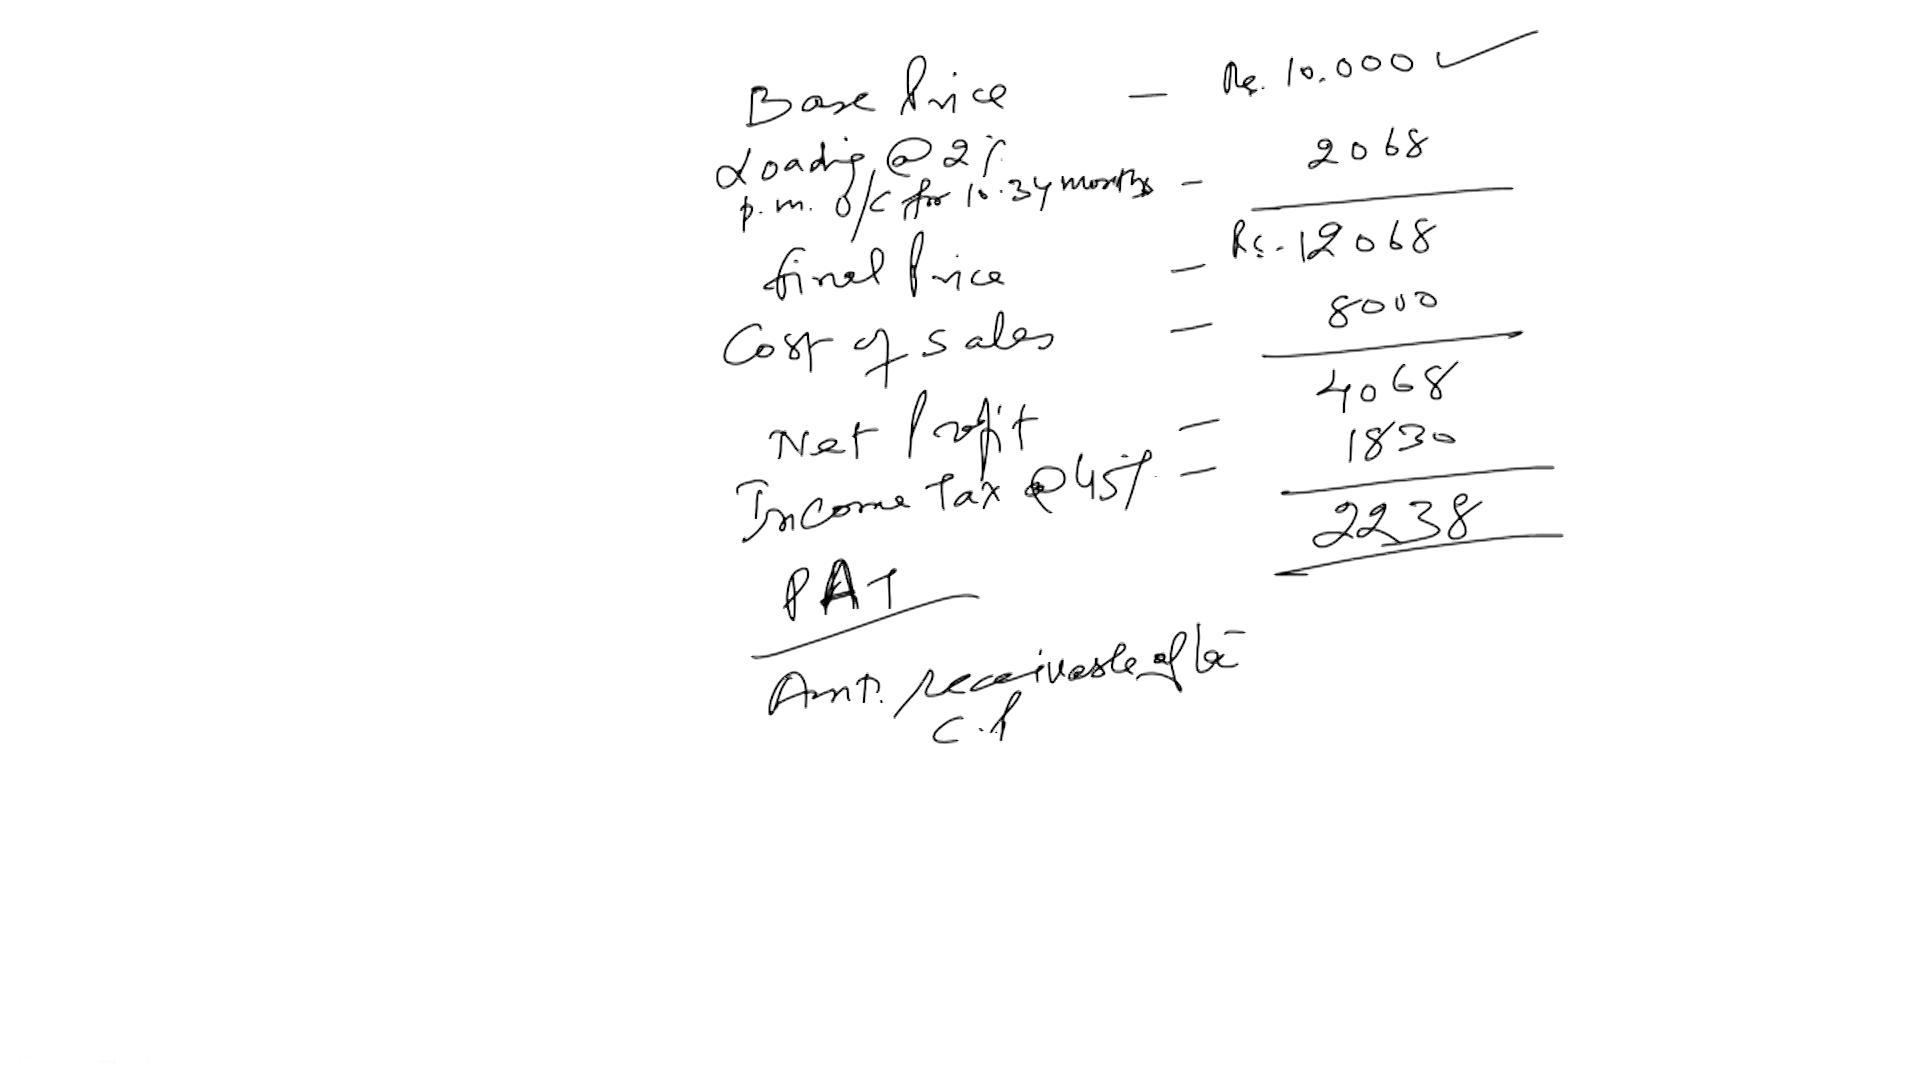 Base Price - Rs. 10,000 ✓
Loading @ 2% 2068
p.m. o/c for 10.34 months -
final Price - Rs. 12068
Cost of sales - 8000
4068
Net Profit -
1830
Income Tax @ 45% -
2238
PAT
Amt. receivable after
C.P